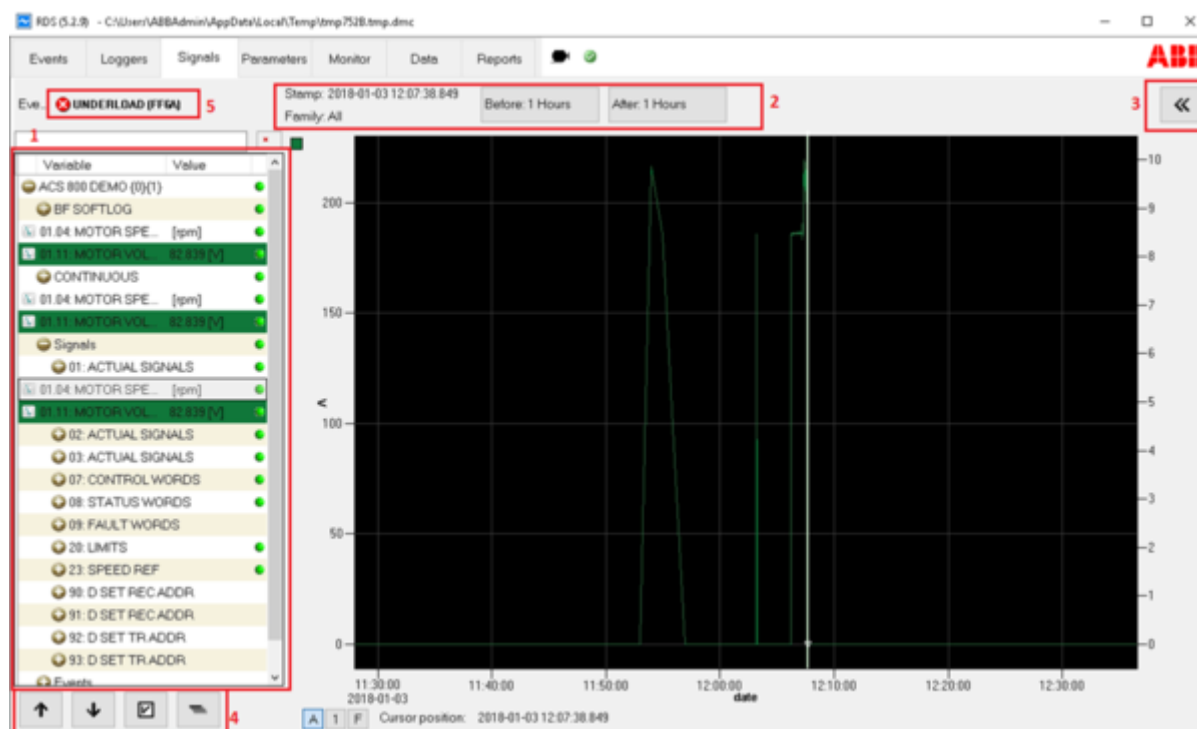 RDS (5.2.9) - C:\Users\ABBAdmin\AppData\Local\Temp\tmp752B.tmp.dmc
Events Loggers Signals Parameters Monitor Data Reports
ABB
Eve.. UNDERLOAD (FF6A) 5
Stamp: 2018-01-03 12:07:38.849
Family: All
Before: 1 Hours After: 1 Hours 2
3 «
1
Variable Value
ACS 800 DEMO {0}{1}
BF SOFTLOG
01.04: MOTOR SPE... [rpm]
01.11: MOTOR VOL... 82.839 [V]
CONTINUOUS
01.04: MOTOR SPE... [rpm]
01.11: MOTOR VOL... 82.839 [V]
Signals
01: ACTUAL SIGNALS
01.04: MOTOR SPE... [rpm]
01.11: MOTOR VOL... 82.839 [V]
02: ACTUAL SIGNALS
03: ACTUAL SIGNALS
07: CONTROL WORDS
08: STATUS WORDS
09: FAULT WORDS
20: LIMITS
23: SPEED REF
90: D SET REC ADDR
91: D SET REC ADDR
92: D SET TR ADDR
93: D SET TR ADDR
Events
4
200
150
V
100
50
0
10
9
8
7
6
5
4
3
2
1
0
11:30:00 11:40:00 11:50:00 12:00:00 12:10:00 12:20:00 12:30:00
2018-01-03 date
A 1 F Cursor position: 2018-01-03 12:07:38.849